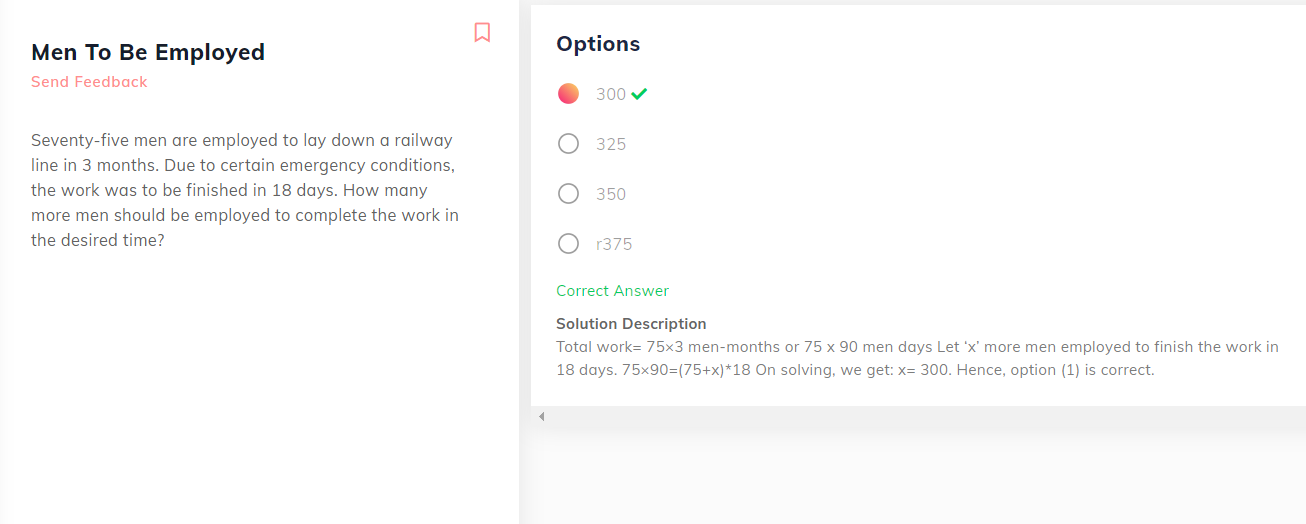 Men To Be Employed
Send Feedback
Seventy-five men are employed to lay down a railway
line in 3 months. Due to certain emergency conditions,
the work was to be finished in 18 days. How many
more men should be employed to complete the work in
the desired time?
Options
300
325
350
r375
Correct Answer
Solution Description
Total work= 75×3 men-months or 75 x 90 men days Let ‘x’ more men employed to finish the work in
18 days. 75×90=(75+x)*18 On solving, we get: x= 300. Hence, option (1) is correct.